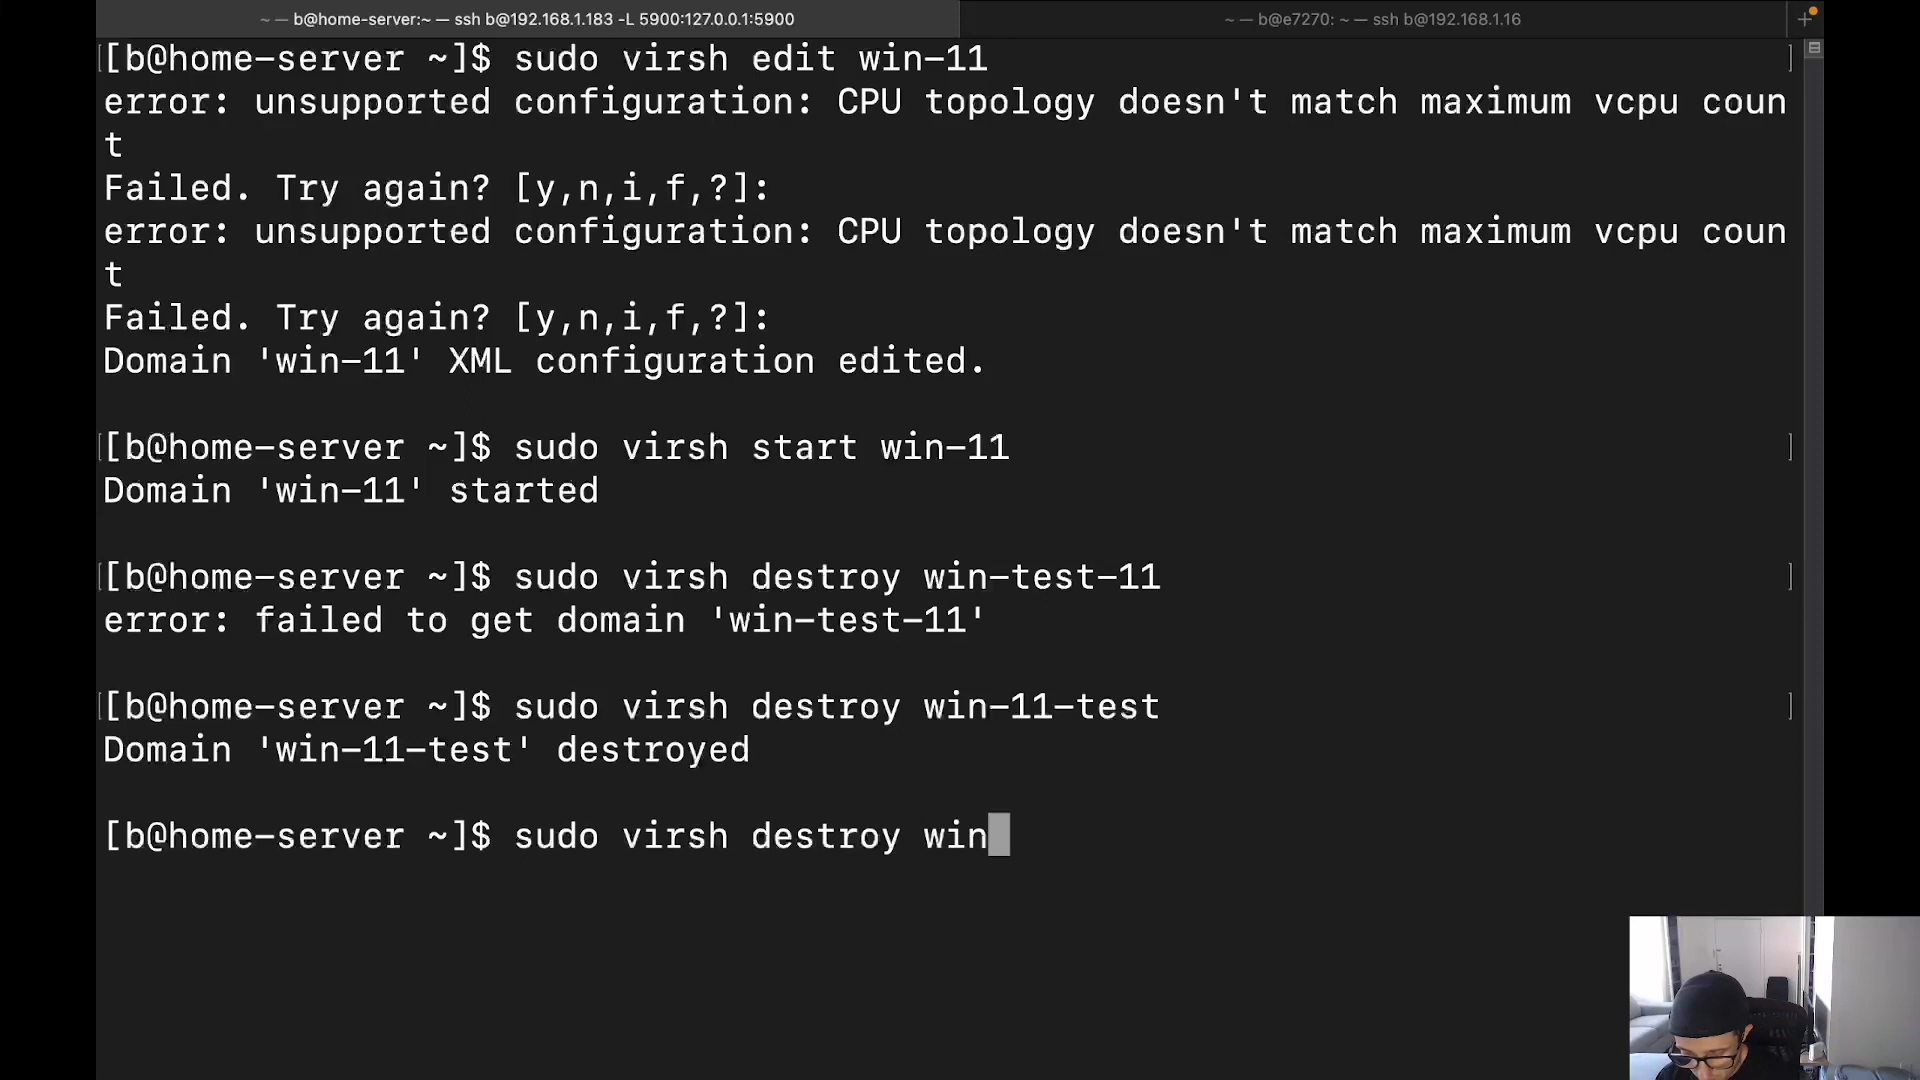 ~ — b@home-server:~ — ssh b@192.168.1.183 -L 5900:127.0.0.1:5900
~ — b@e7270: ~ — ssh b@192.168.1.16
+
[b@home-server ~]$ sudo virsh edit win-11
error: unsupported configuration: CPU topology doesn't match maximum vcpu coun
t
Failed. Try again? [y,n,i,f,?]:
error: unsupported configuration: CPU topology doesn't match maximum vcpu coun
t
Failed. Try again? [y,n,i,f,?]:
Domain 'win-11' XML configuration edited.
[b@home-server ~]$ sudo virsh start win-11
Domain 'win-11' started
[b@home-server ~]$ sudo virsh destroy win-test-11
error: failed to get domain 'win-test-11'
[b@home-server ~]$ sudo virsh destroy win-11-test
Domain 'win-11-test' destroyed
[b@home-server ~]$ sudo virsh destroy win